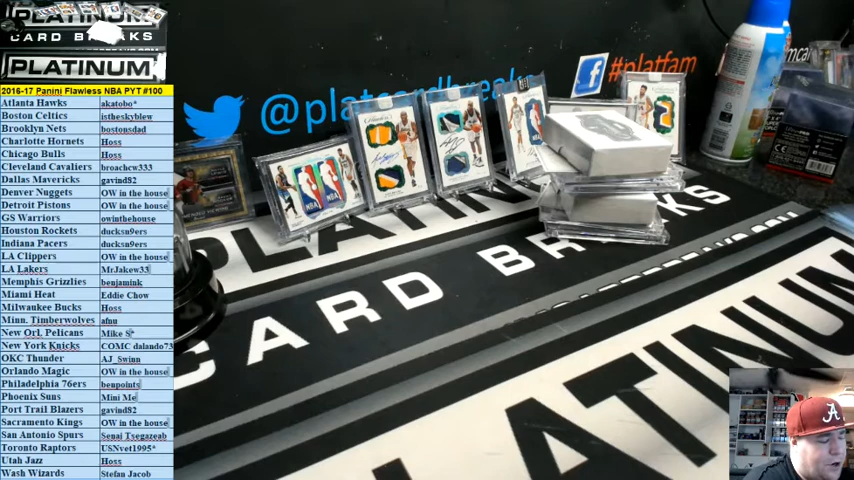 PLATINUM
CARD BREAKS
PLATINUM
2016-17 Panini Flawless NBA PYT #100
Atlanta Hawks akatobo*
Boston Celtics istheskyblew
Brooklyn Nets bostonsdad
Charlotte Hornets Hoss
Chicago Bulls Hoss
Cleveland Cavaliers broachcw333
Dallas Mavericks gavind82
Denver Nuggets OW in the house
Detroit Pistons OW in the house
GS Warriors owinthehouse
Houston Rockets ducksn9ers
Indiana Pacers ducksn9ers
LA Clippers OW in the house
LA Lakers MrJakew33
Memphis Grizzlies benjamink
Miami Heat Eddie Chow
Milwaukee Bucks Hoss
Minn. Timberwolves afnu
New Orl. Pelicans Mike S*
New York Knicks COMC dalando73
OKC Thunder AJ_Swinn
Orlando Magic OW in the house
Philadelphia 76ers benpoints
Phoenix Suns Mini Me
Port Trail Blazers gavind82
Sacramento Kings OW in the house
San Antonio Spurs Senai Tsegazeab
Toronto Raptors USNvet1995*
Utah Jazz Hoss
Wash Wizards Stefan Jacob
@platcardbreaks
f #platfam
PLATINUM
CARD BREAKS
CARD BREAKS
PLATINUM
A